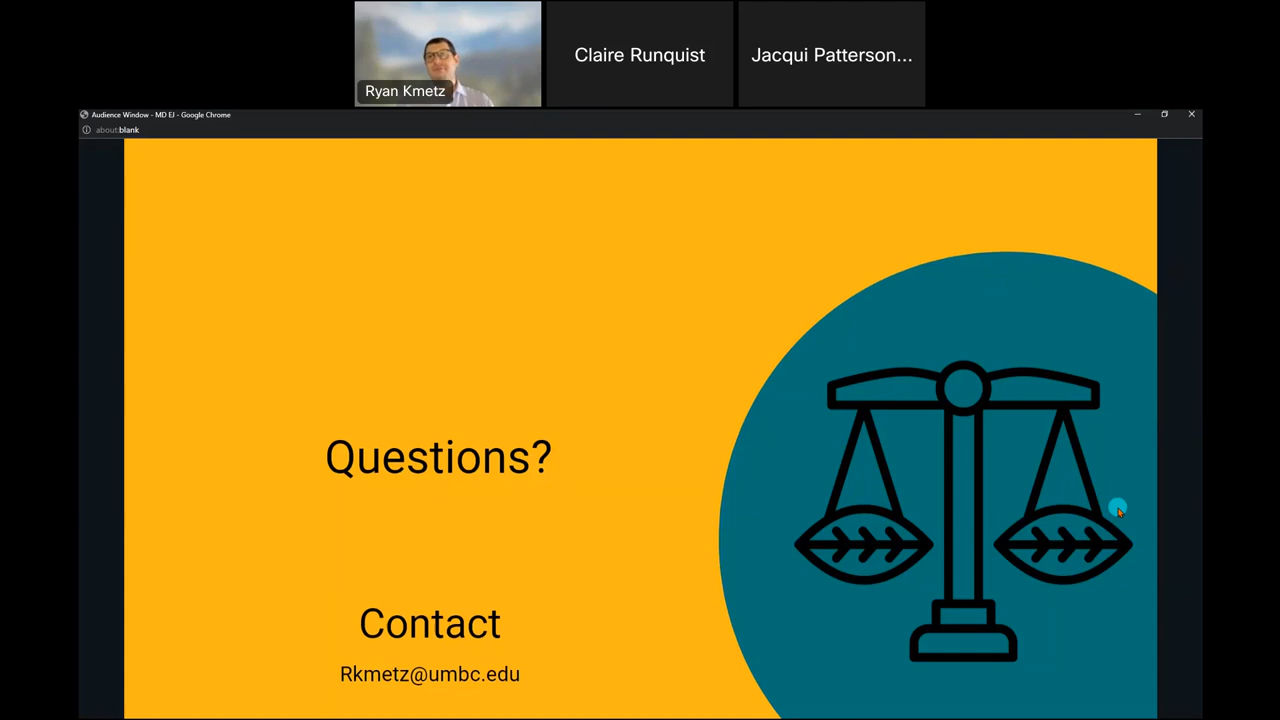 Claire Runquist
Jacqui Patterson...
Ryan Kmetz
Audience Window - MD EJ - Google Chrome
about:blank
Questions?
Contact
Rkmetz@umbc.edu